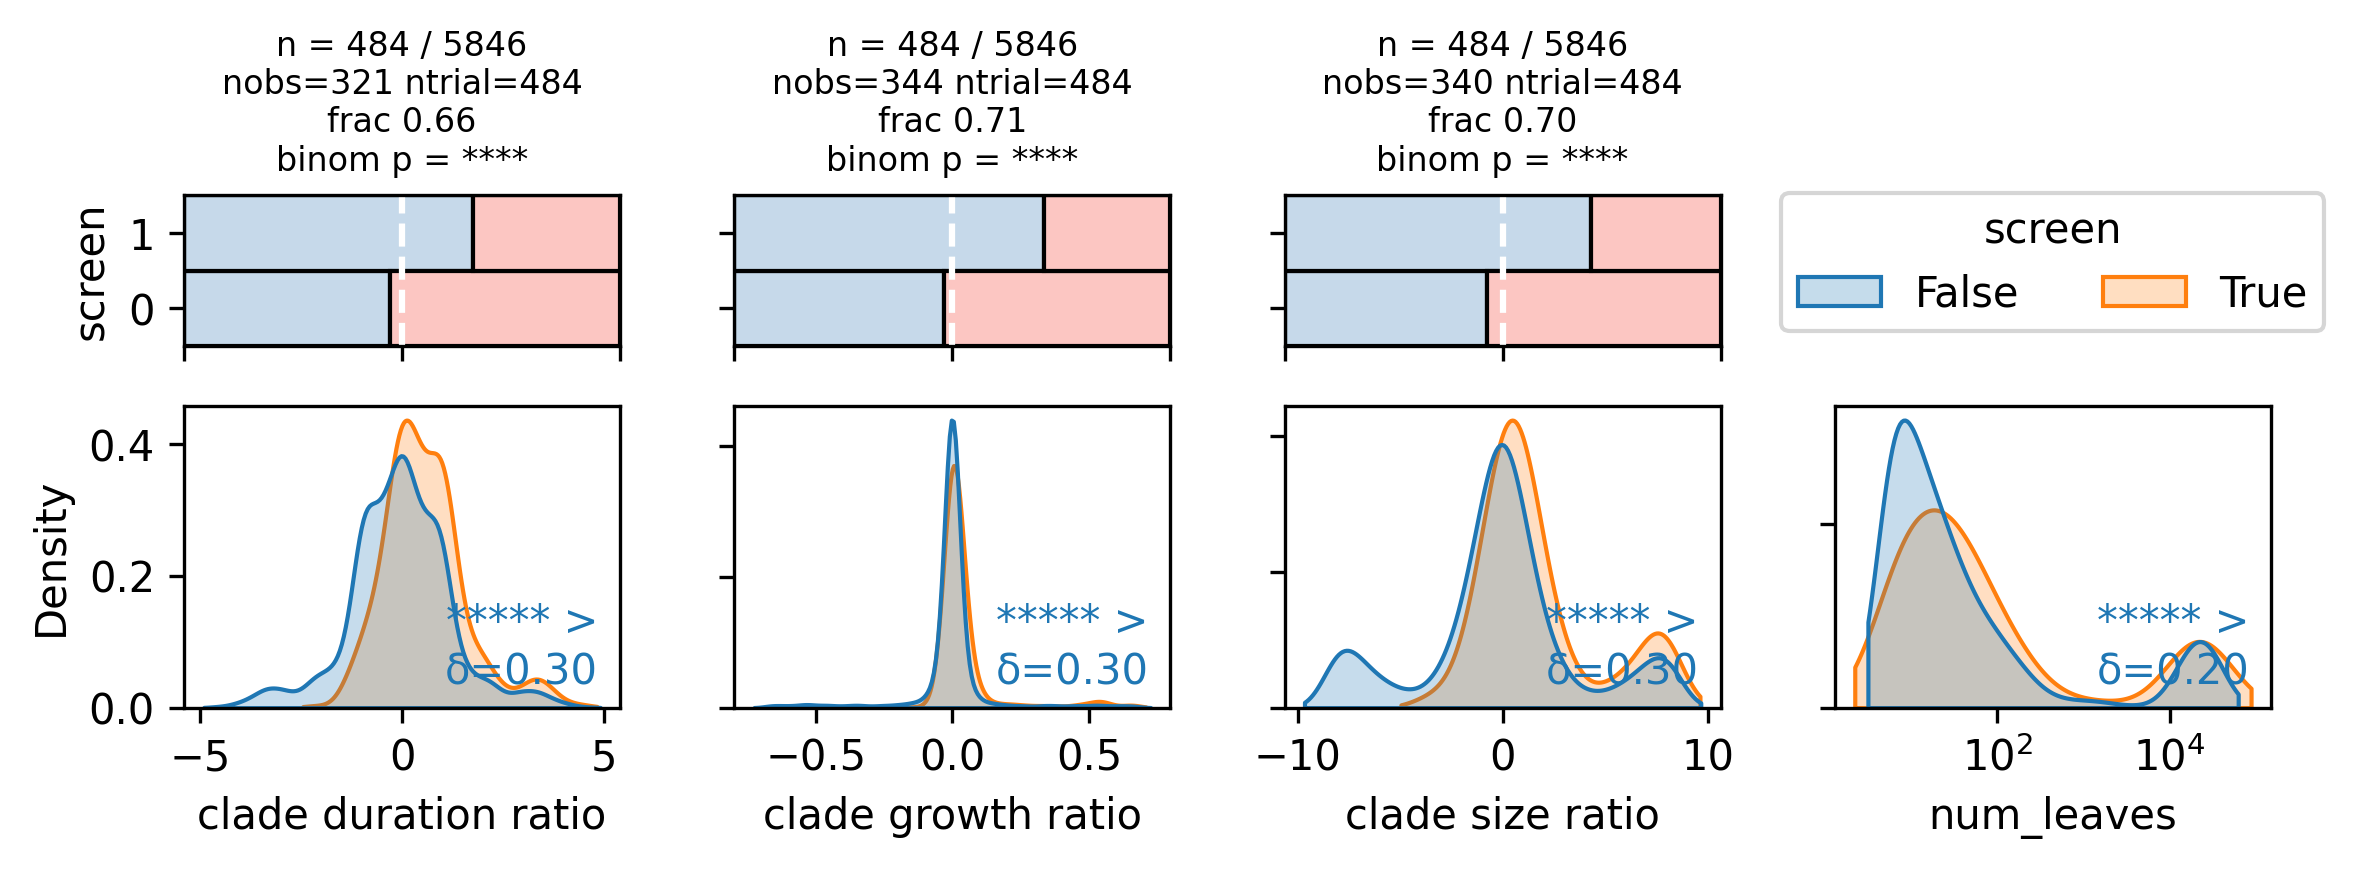 n = 484 / 5846
nobs=321 ntrial=484
frac 0.66
binom p = ****
n = 484 / 5846
nobs=344 ntrial=484
frac 0.71
binom p = ****
n = 484 / 5846
nobs=340 ntrial=484
frac 0.70
binom p = ****
screen
1
0
screen
False
True
Density
0.4
0.2
0.0
***** >
δ=0.30
***** >
δ=0.30
***** >
δ=0.30
***** >
δ=0.20
−5 0 5
−0.5 0.0 0.5
−10 0 10
10² 10⁴
clade duration ratio
clade growth ratio
clade size ratio
num_leaves